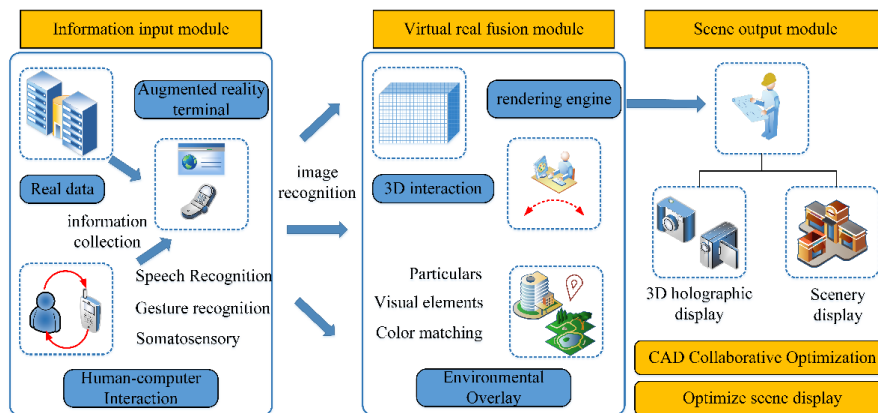 Information input module
Virtual real fusion module
Scene output module
Augmented reality
terminal
Real data
information
collection
Speech Recognition
Gesture recognition
Somatosensory
Human-computer
Interaction
image
recognition
rendering engine
3D interaction
Particulars
Visual elements
Color matching
Environmental
Overlay
3D holographic
display
Scenery
display
CAD Collaborative Optimization
Optimize scene display